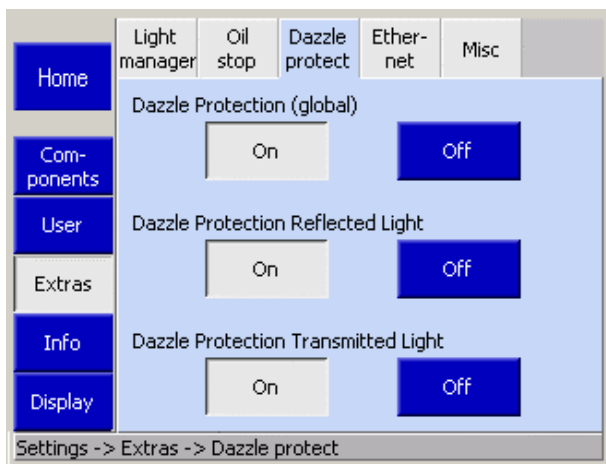 Home
Com-
ponents
User
Extras
Info
Display
Light
manager
Oil
stop
Dazzle
protect
Ether-
net
Misc
Dazzle Protection (global)
On
Off
Dazzle Protection Reflected Light
On
Off
Dazzle Protection Transmitted Light
On
Off
Settings -> Extras -> Dazzle protect